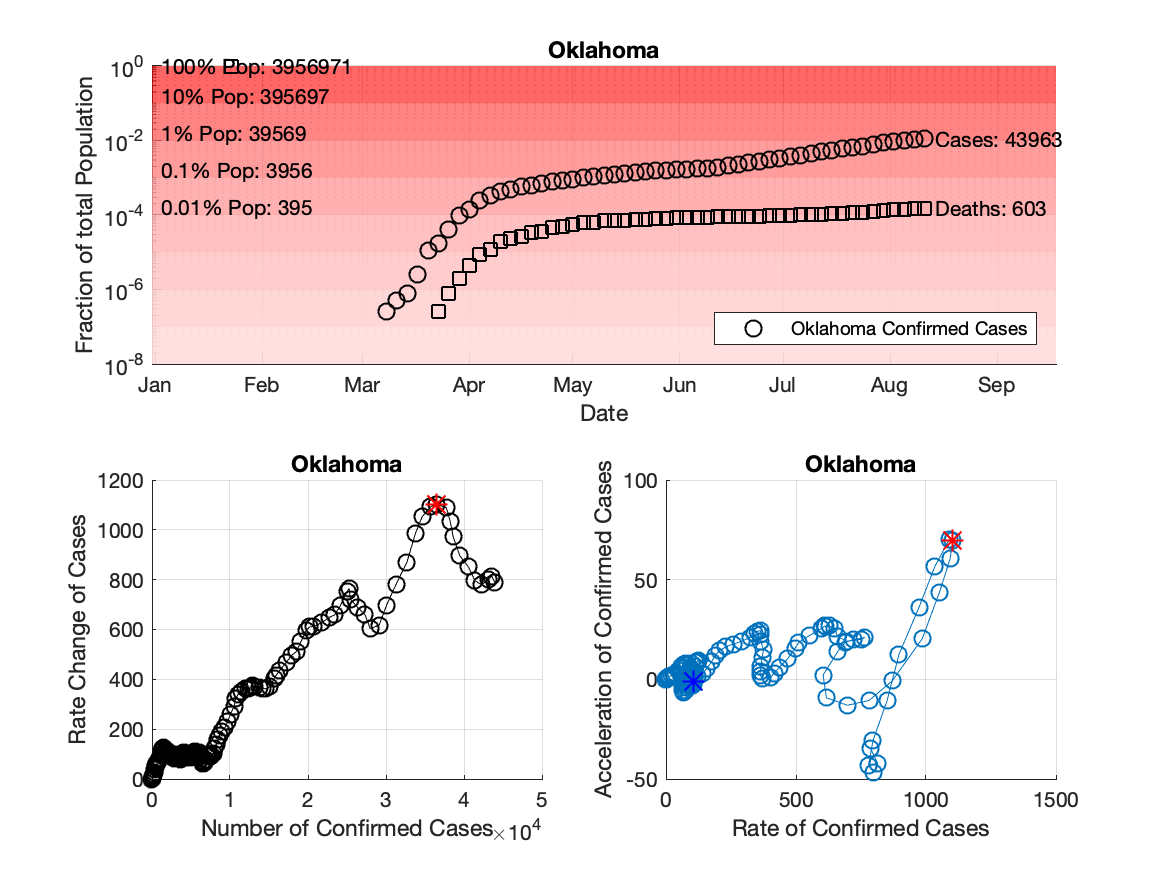 Oklahoma
Fraction of total Population
10^0
10^-2
10^-4
10^-6
10^-8
100% Pop: 3956971
10% Pop: 395697
1% Pop: 39569
0.1% Pop: 3956
0.01% Pop: 395
Cases: 43963
Deaths: 603
Oklahoma Confirmed Cases
Jan Feb Mar Apr May Jun Jul Aug Sep
Date
Oklahoma
Rate Change of Cases
1200
1000
800
600
400
200
0
0 1 2 3 4 5
Number of Confirmed Cases
×10^4
Oklahoma
Acceleration of Confirmed Cases
100
50
0
-50
0 500 1000 1500
Rate of Confirmed Cases